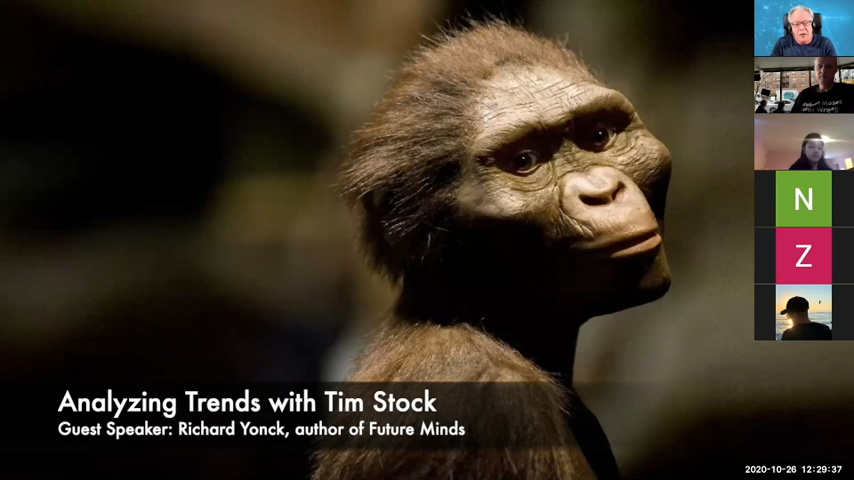 N
Z
Analyzing Trends with Tim Stock
Guest Speaker: Richard Yonck, author of Future Minds
2020-10-26 12:29:37